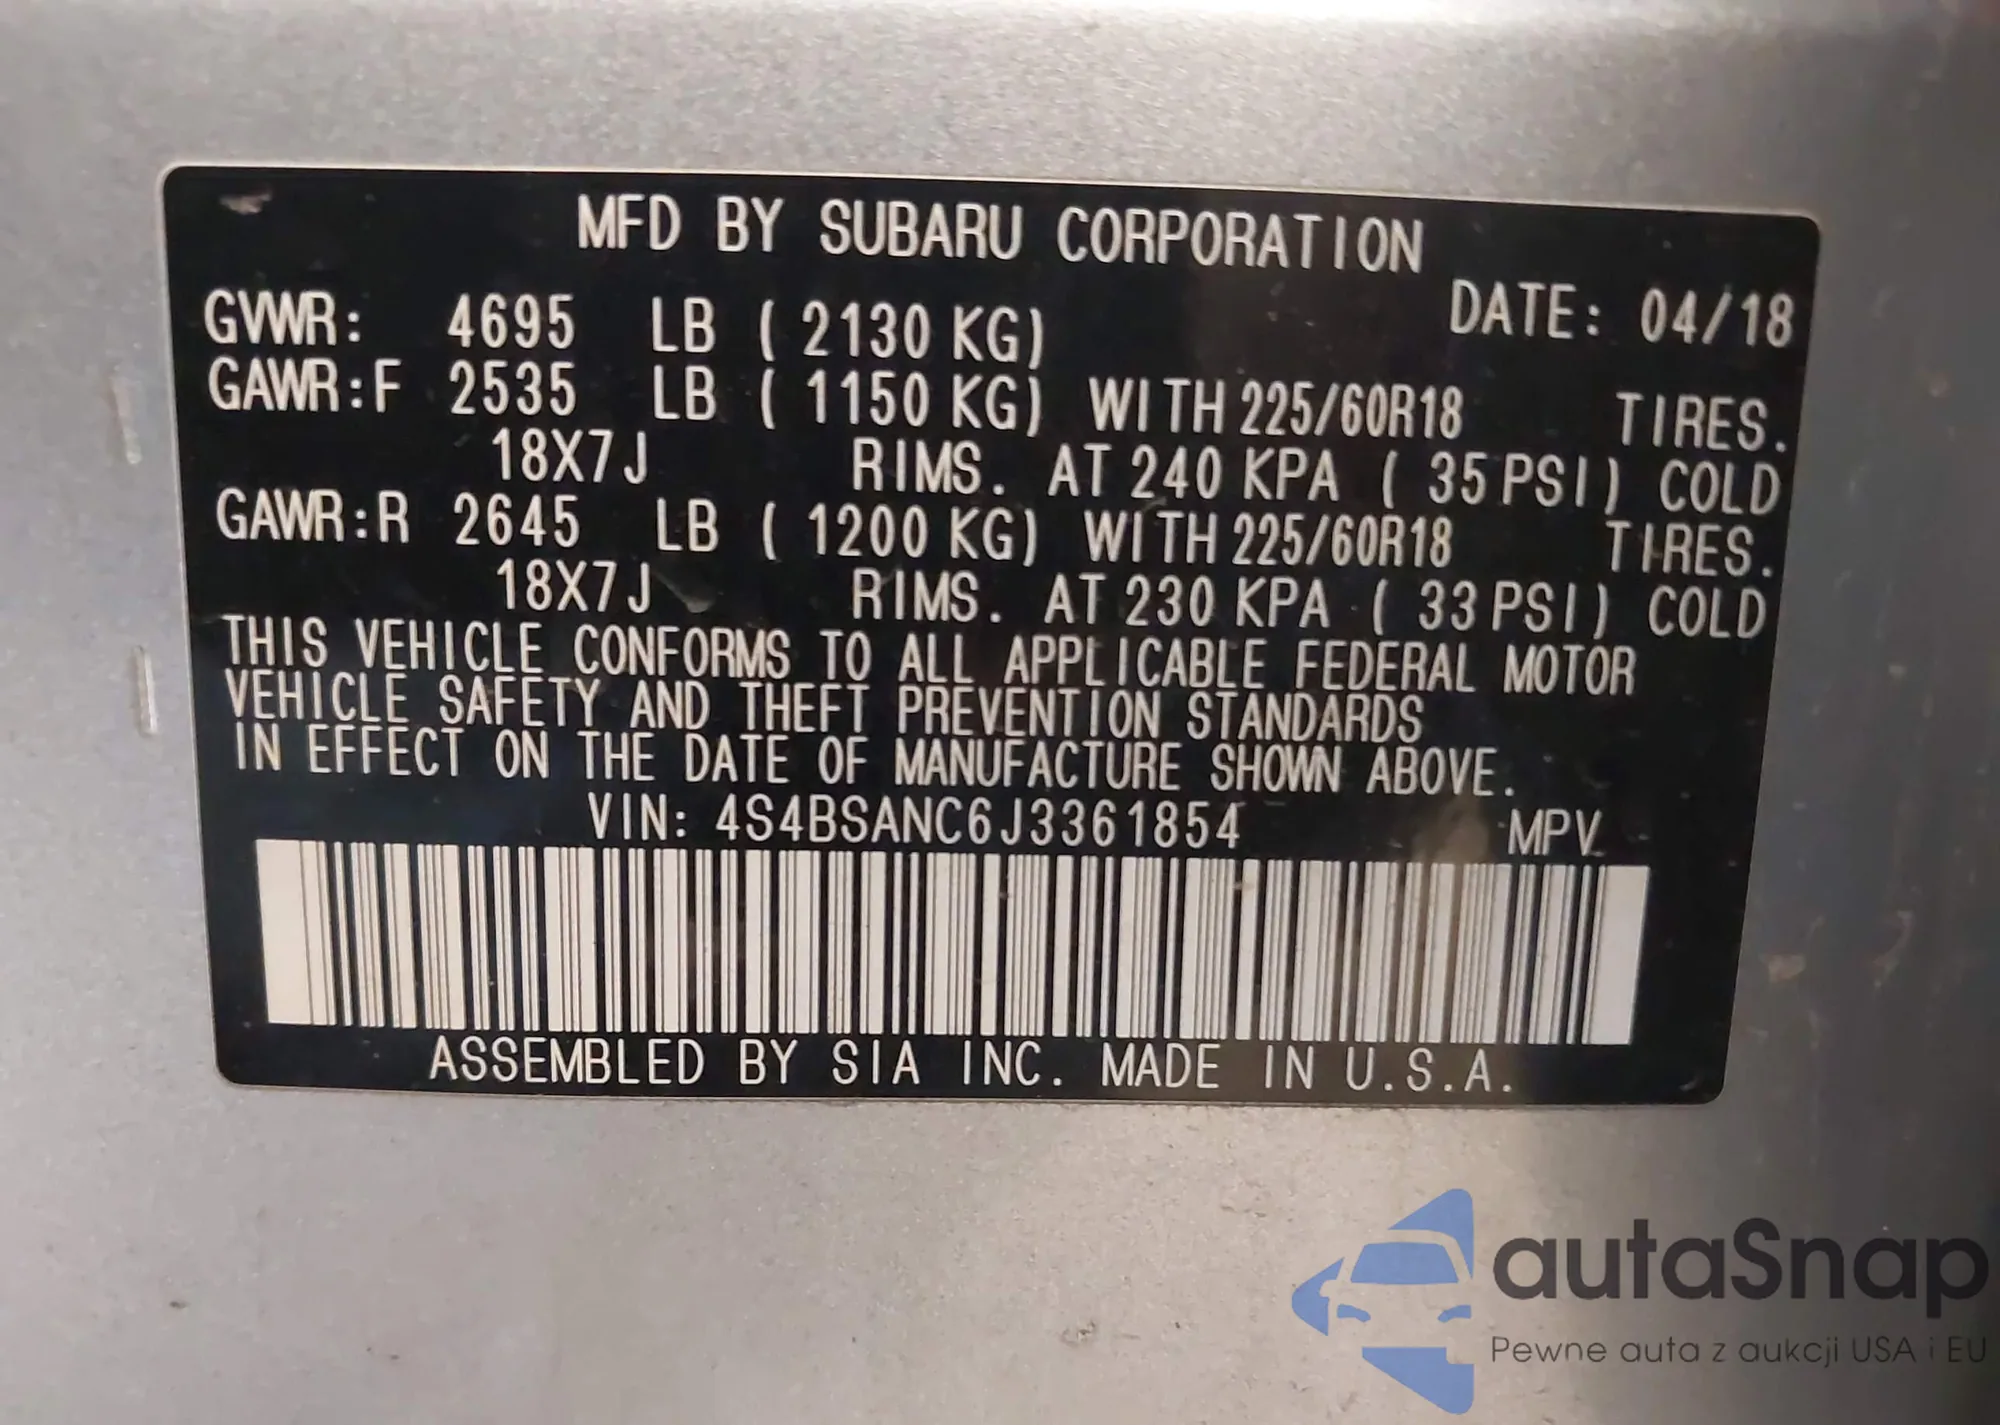 MFD BY SUBARU CORPORATION
DATE: 04/18
GVWR: 4695 LB ( 2130 KG)
GAWR:F 2535 LB ( 1150 KG) WITH 225/60R18 TIRES.
18X7J RIMS. AT 240 KPA ( 35 PSI) COLD
GAWR:R 2645 LB ( 1200 KG) WITH 225/60R18 TIRES.
18X7J RIMS. AT 230 KPA ( 33 PSI) COLD
THIS VEHICLE CONFORMS TO ALL APPLICABLE FEDERAL MOTOR
VEHICLE SAFETY AND THEFT PREVENTION STANDARDS
IN EFFECT ON THE DATE OF MANUFACTURE SHOWN ABOVE.
VIN: 4S4BSANC6J3361854 MPV
ASSEMBLED BY SIA INC. MADE IN U.S.A.
autaSnap
Pewne auta z aukcji USA i EU